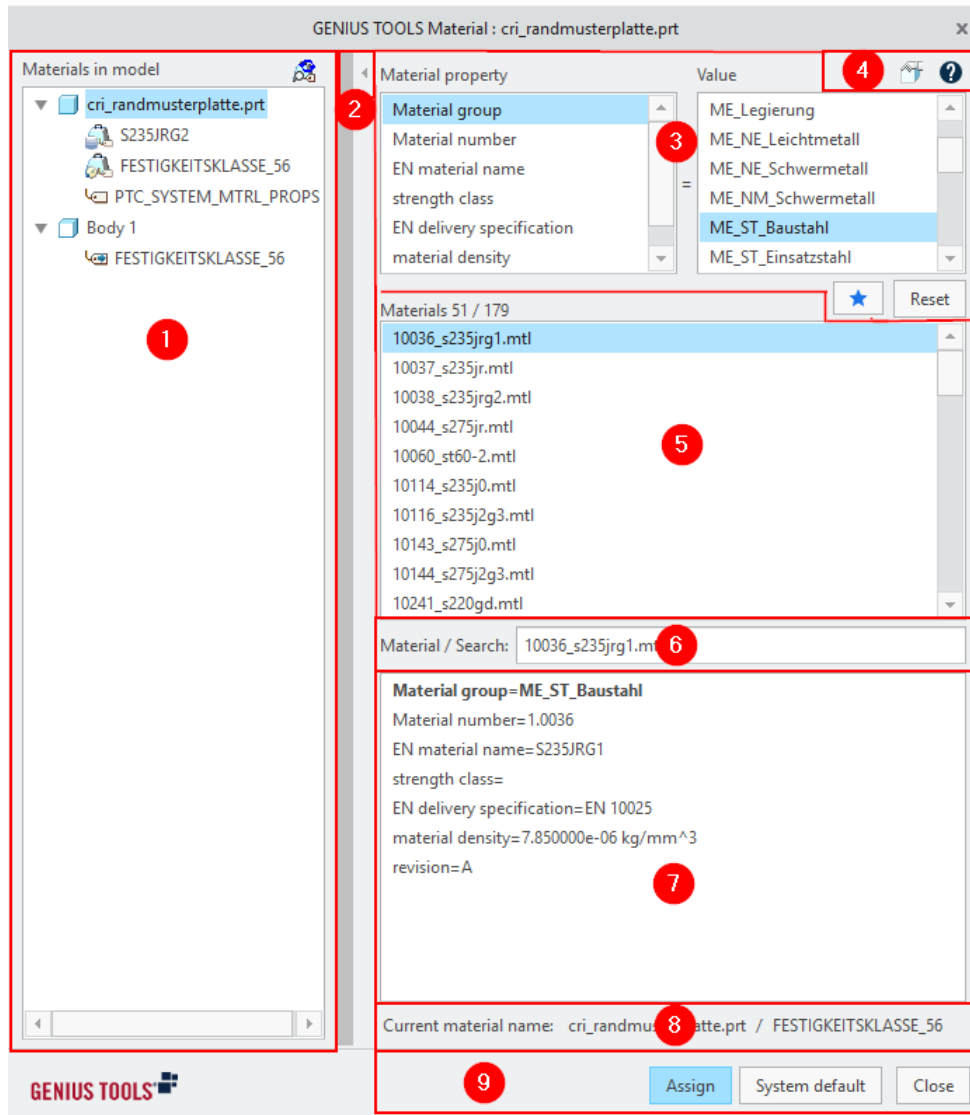 GENIUS TOOLS Material : cri_randmusterplatte.prt x
Materials in model
cri_randmusterplatte.prt
S235JRG2
FESTIGKEITSKLASSE_56
PTC_SYSTEM_MTRL_PROPS
Body 1
FESTIGKEITSKLASSE_56
1
2
Material property
Material group
Material number
EN material name
strength class
EN delivery specification
material density
3
=
Value
4
?
ME_Legierung
ME_NE_Leichtmetall
ME_NE_Schwermetall
ME_NM_Schwermetall
ME_ST_Baustahl
ME_ST_Einsatzstahl
Reset
Materials 51 / 179
10036_s235jrg1.mtl
10037_s235jr.mtl
10038_s235jrg2.mtl
10044_s275jr.mtl
10060_st60-2.mtl
10114_s235j0.mtl
10116_s235j2g3.mtl
10143_s275j0.mtl
10144_s275j2g3.mtl
10241_s220gd.mtl
5
Material / Search: 10036_s235jrg1.m
6
Material group=ME_ST_Baustahl
Material number=1.0036
EN material name=S235JRG1
strength class=
EN delivery specification=EN 10025
material density=7.850000e-06 kg/mm^3
revision=A
7
Current material name: cri_randmus 8 atte.prt / FESTIGKEITSKLASSE_56
GENIUS TOOLS
9
Assign System default Close